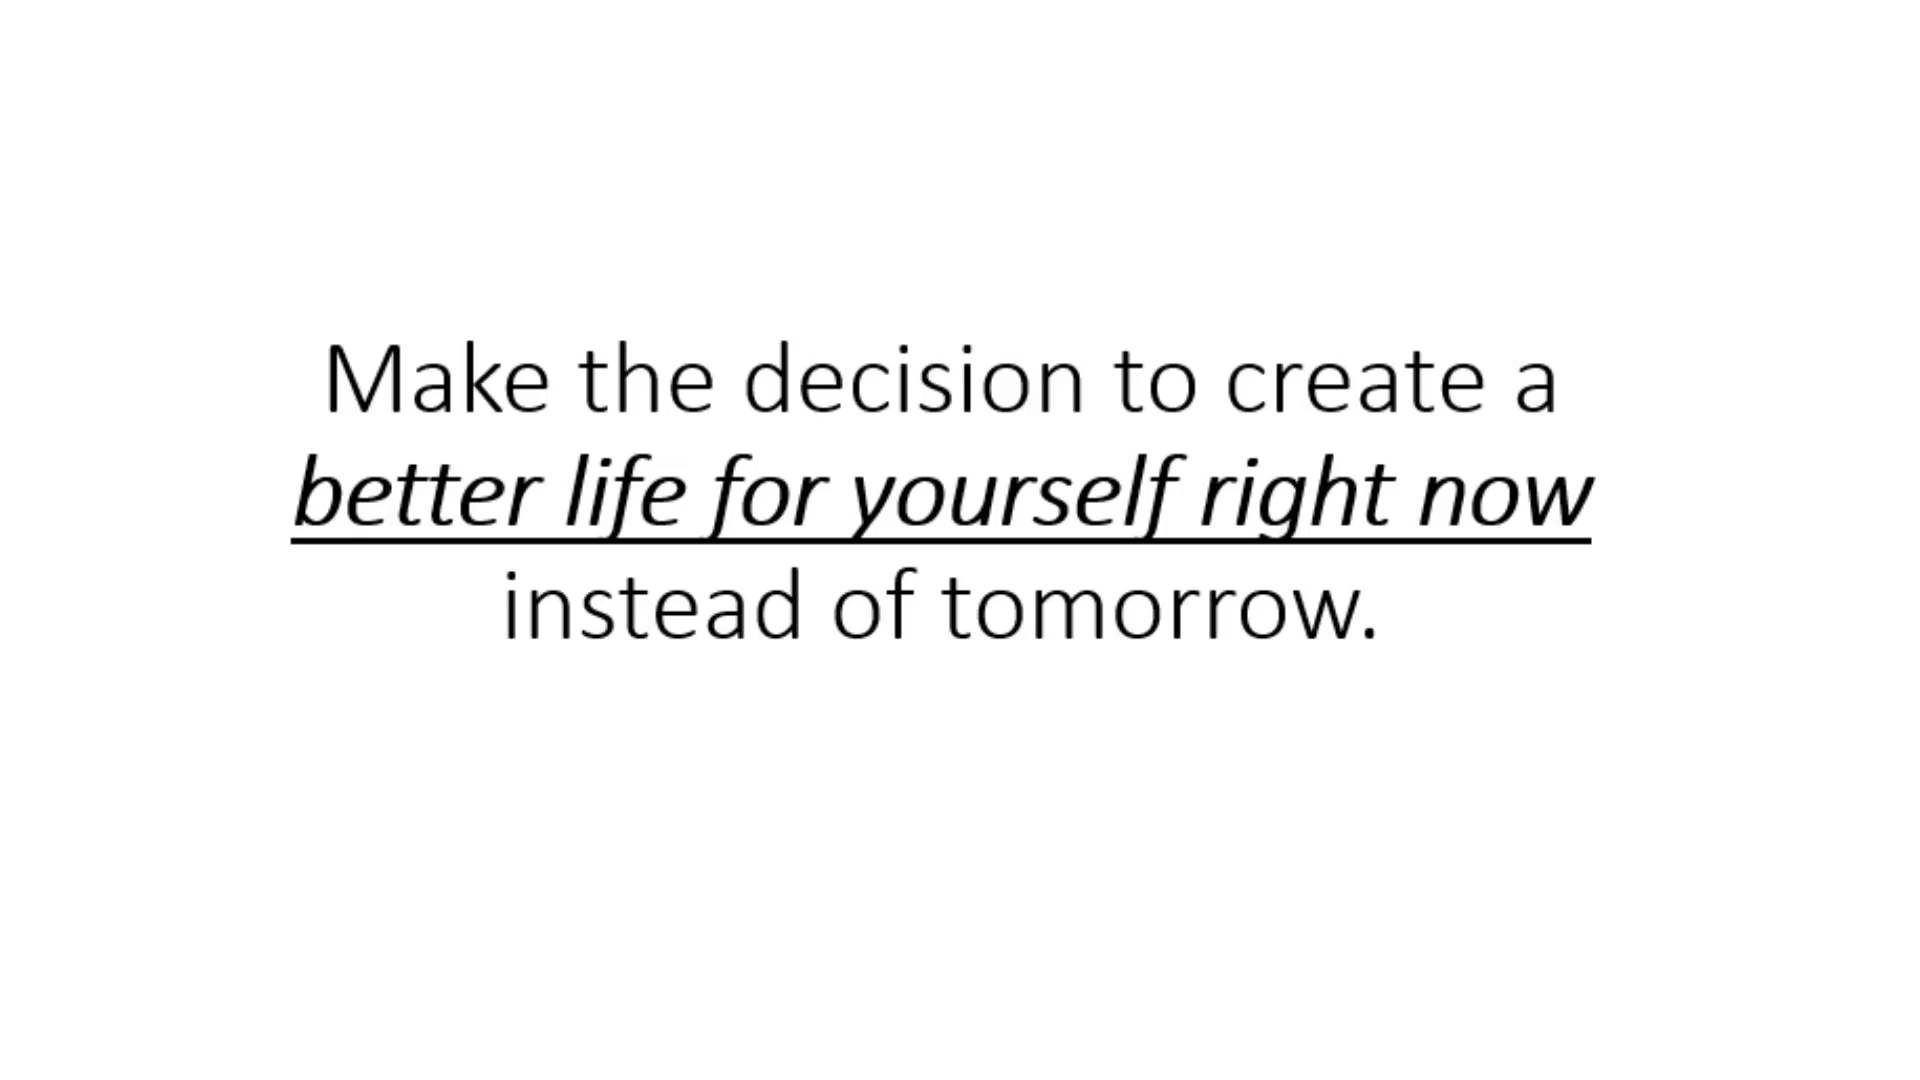 Make the decision to create a
better life for yourself right now
instead of tomorrow.